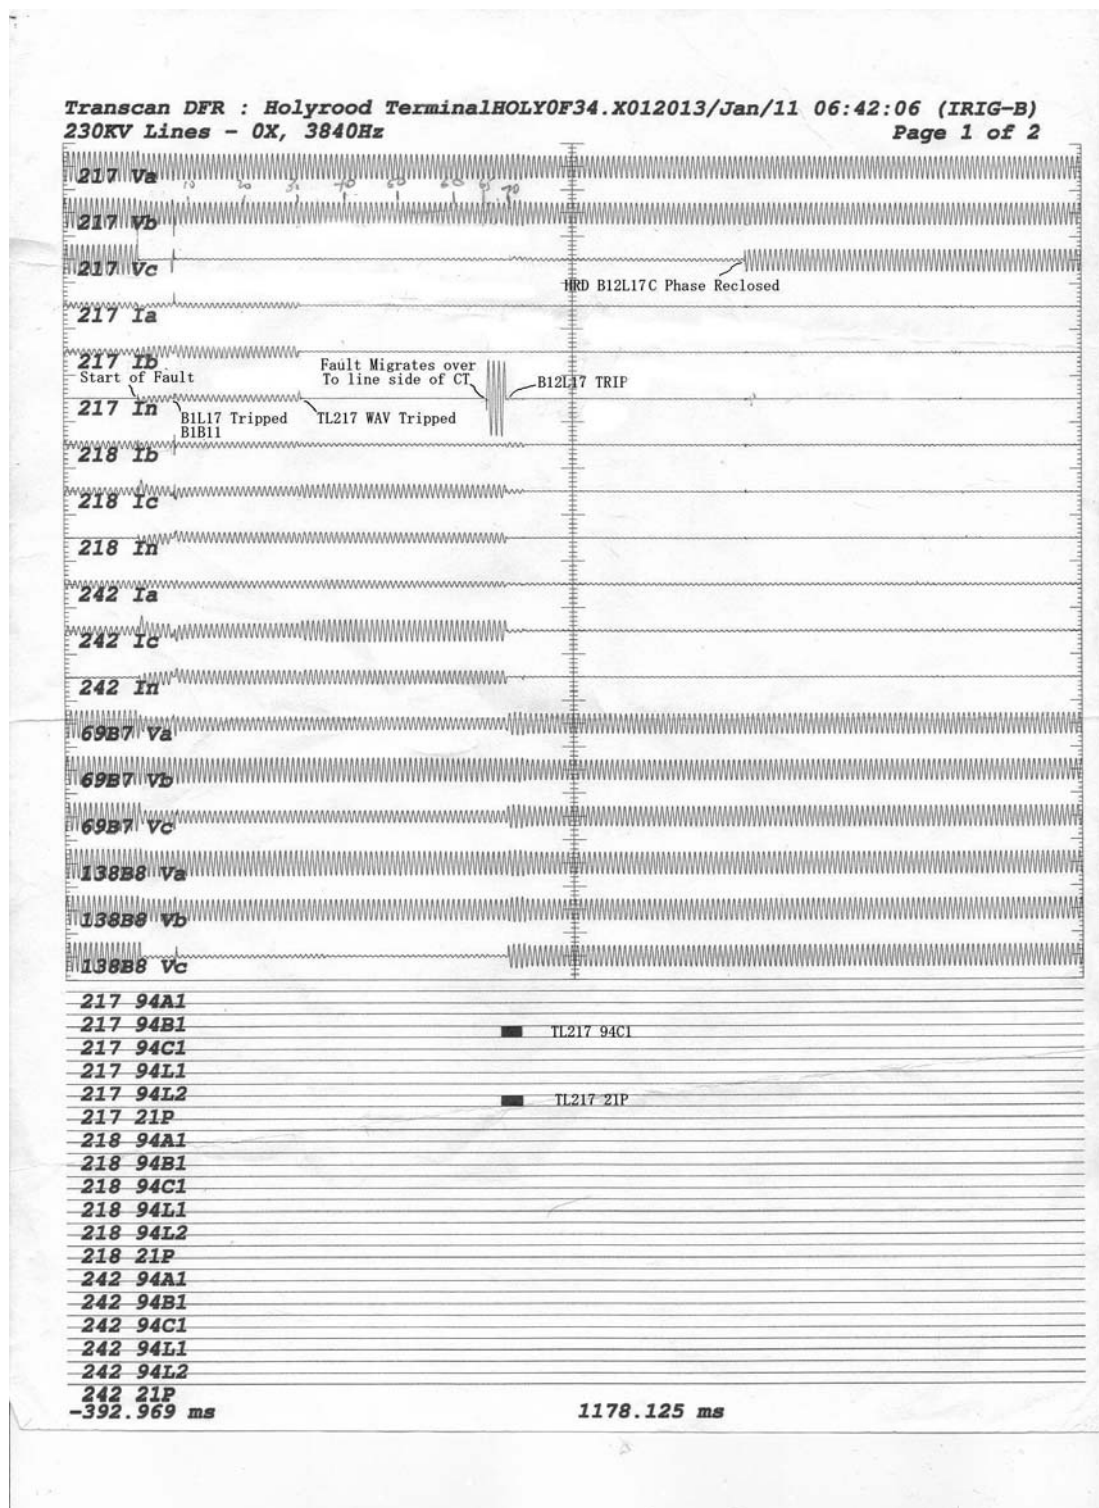 Transcan DFR : Holyrood TerminalHOLY0F34.X012013/Jan/11 06:42:06 (IRIG-B)
230KV Lines - 0X, 3840Hz Page 1 of 2
217 Va
10 20 30 40 50 60 65 70
217 Vb
217 Vc
HRD B12L17C Phase Reclosed
217 Ia
217 Ib
Start of Fault
Fault Migrates over
To line side of CT
B12L17 TRIP
217 In
B1L17 Tripped
B1B11
TL217 WAV Tripped
218 Ib
218 Ic
218 In
242 Ia
242 Ic
242 In
69B7 Va
69B7 Vb
69B7 Vc
138B8 Va
138B8 Vb
138B8 Vc
217 94A1
217 94B1 TL217 94C1
217 94C1
217 94L1
217 94L2 TL217 21P
217 21P
218 94A1
218 94B1
218 94C1
218 94L1
218 94L2
218 21P
242 94A1
242 94B1
242 94C1
242 94L1
242 94L2
242 21P
-392.969 ms 1178.125 ms